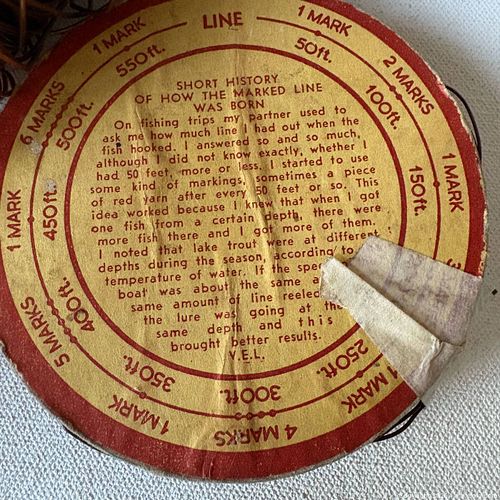 LINE
1 MARK
50ft.
2 MARKS
100ft.
1 MARK
150ft.
3
250ft.
1 MARK
300ft.
4 MARKS
350ft.
1 MARK
400ft.
5 MARKS
450ft.
1 MARK
500ft.
6 MARKS
550ft.
1 MARK
SHORT HISTORY
OF HOW THE MARKED LINE
WAS BORN
On fishing trips my partner used to
ask me how much line I had out when the
fish hooked. I answered so and so much,
although I did not know exactly, whether I
had 50 feet, more or less. I started to use
some kind of markings, sometimes a piece
of red yarn after every 50 feet or so. This
idea worked because I knew that when I got
one fish from a certain depth, there were
more fish there and I got more of them.
I noted that lake trout were at different
depths during the season, according to
temperature of water. If the
boat was about the same
same amount of line reeled
the lure was going at the
same depth and this
brought better results.
V.E.L.